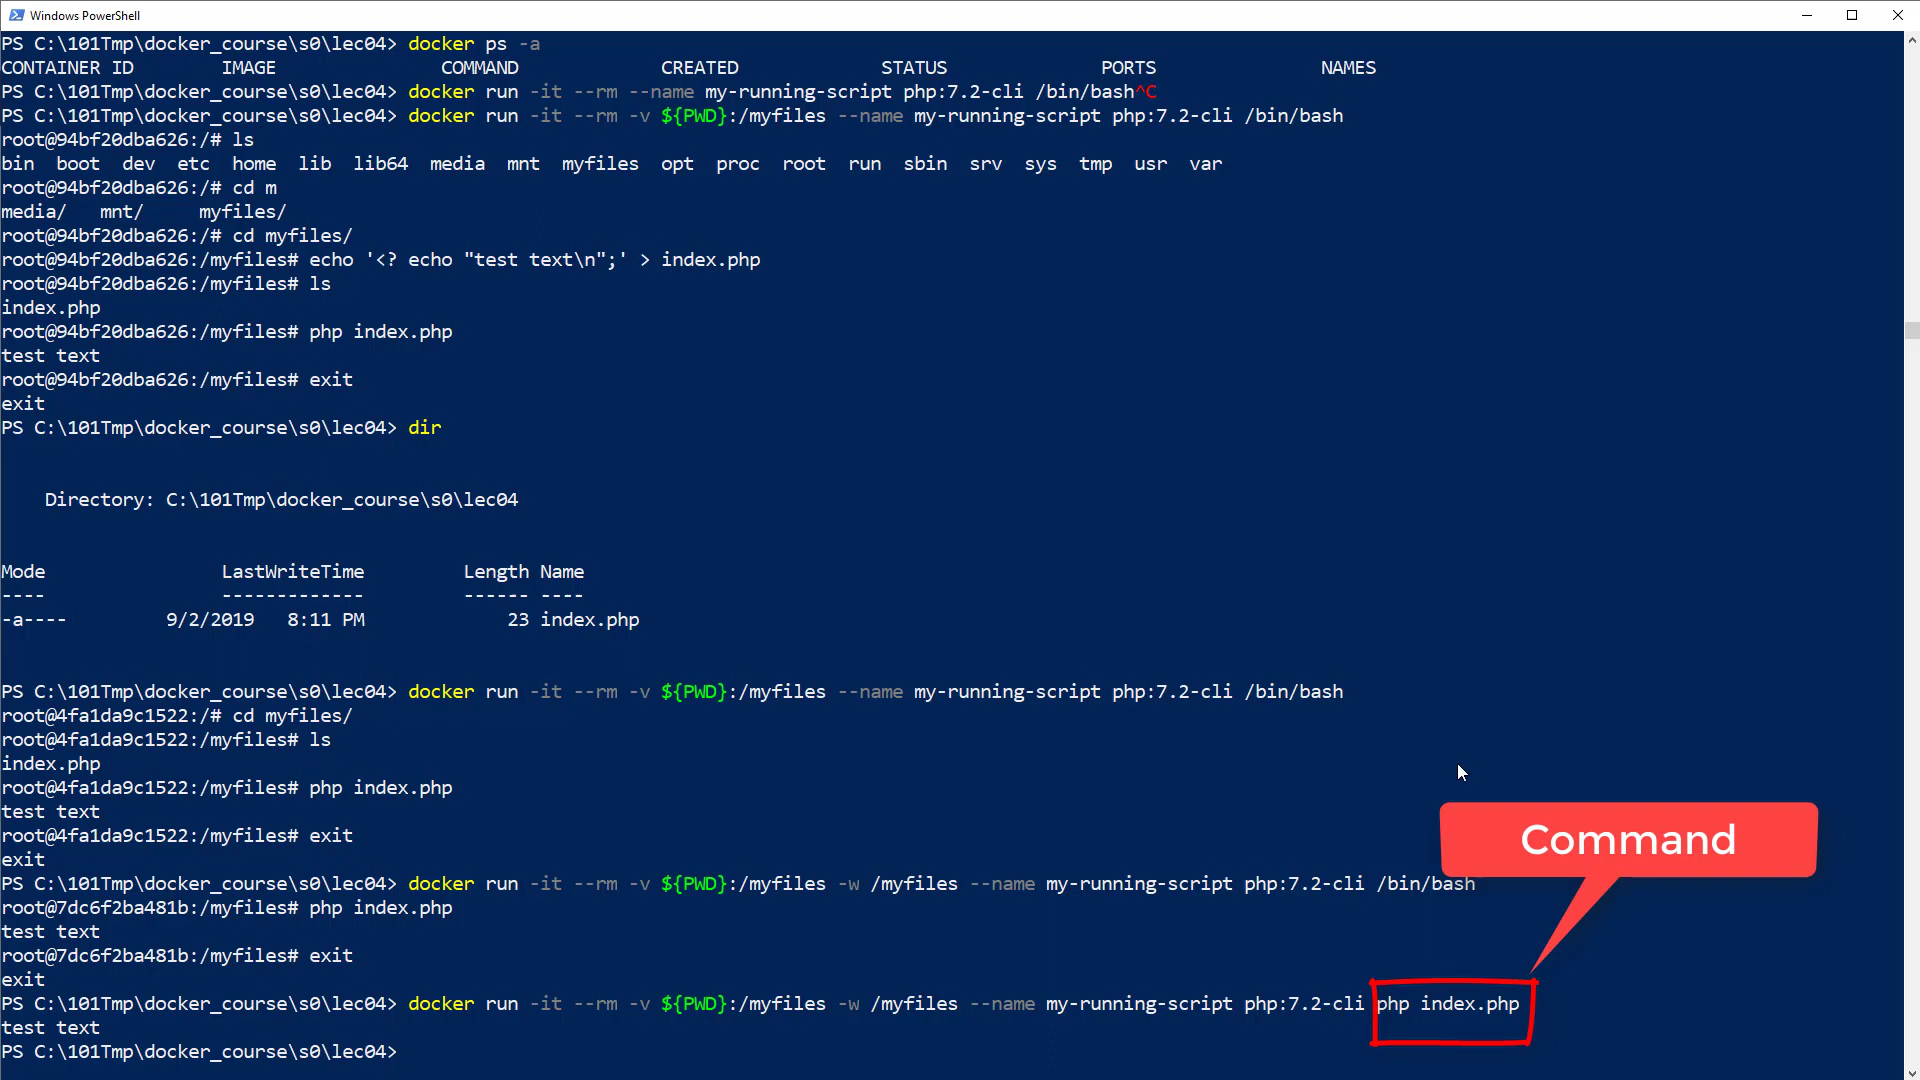 Windows PowerShell
PS C:\101Tmp\docker_course\s0\lec04> docker ps -a
CONTAINER ID        IMAGE               COMMAND             CREATED             STATUS              PORTS               NAMES
PS C:\101Tmp\docker_course\s0\lec04> docker run -it --rm --name my-running-script php:7.2-cli /bin/bash^C
PS C:\101Tmp\docker_course\s0\lec04> docker run -it --rm -v ${PWD}:/myfiles --name my-running-script php:7.2-cli /bin/bash
root@94bf20dba626:/# ls
bin  boot  dev  etc  home  lib  lib64  media  mnt  myfiles  opt  proc  root  run  sbin  srv  sys  tmp  usr  var
root@94bf20dba626:/# cd m
media/   mnt/     myfiles/
root@94bf20dba626:/# cd myfiles/
root@94bf20dba626:/myfiles# echo '<? echo "test text\n";' > index.php
root@94bf20dba626:/myfiles# ls
index.php
root@94bf20dba626:/myfiles# php index.php
test text
root@94bf20dba626:/myfiles# exit
exit
PS C:\101Tmp\docker_course\s0\lec04> dir
Directory: C:\101Tmp\docker_course\s0\lec04
Mode                LastWriteTime         Length Name
----                -------------         ------ ----
-a----         9/2/2019   8:11 PM             23 index.php
PS C:\101Tmp\docker_course\s0\lec04> docker run -it --rm -v ${PWD}:/myfiles --name my-running-script php:7.2-cli /bin/bash
root@4fa1da9c1522:/# cd myfiles/
root@4fa1da9c1522:/myfiles# ls
index.php
root@4fa1da9c1522:/myfiles# php index.php
test text
root@4fa1da9c1522:/myfiles# exit
exit
Command
PS C:\101Tmp\docker_course\s0\lec04> docker run -it --rm -v ${PWD}:/myfiles -w /myfiles --name my-running-script php:7.2-cli /bin/bash
root@7dc6f2ba481b:/myfiles# php index.php
test text
root@7dc6f2ba481b:/myfiles# exit
exit
PS C:\101Tmp\docker_course\s0\lec04> docker run -it --rm -v ${PWD}:/myfiles -w /myfiles --name my-running-script php:7.2-cli php index.php
test text
PS C:\101Tmp\docker_course\s0\lec04>